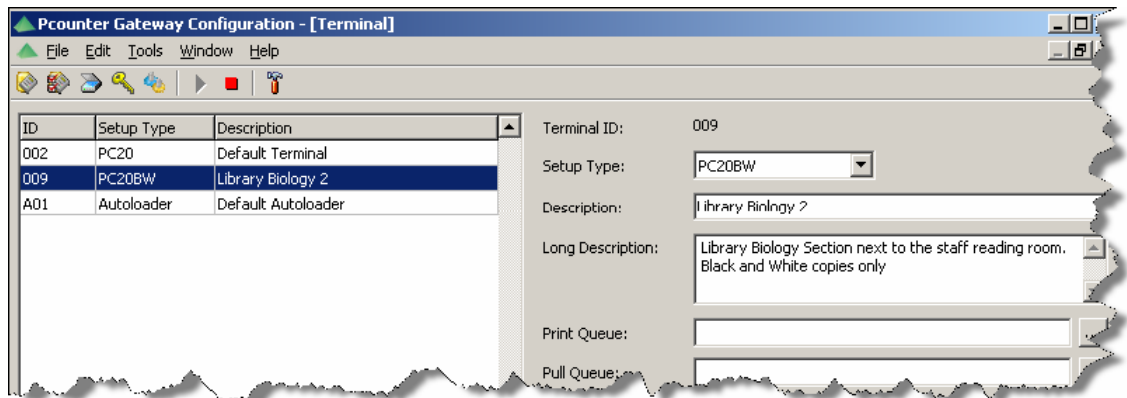 Pcounter Gateway Configuration - [Terminal]
File Edit Tools Window Help
ID Setup Type Description
002 PC20 Default Terminal
009 PC20BW Library Biology 2
A01 Autoloader Default Autoloader
Terminal ID: 009
Setup Type: PC20BW
Description: Library Biology 2
Long Description: Library Biology Section next to the staff reading room.
Black and White copies only
Print Queue: ...
Pull Queue: